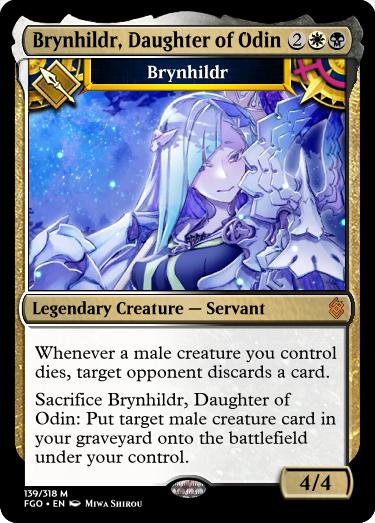 Brynhildr, Daughter of Odin 2
Brynhildr
Legendary Creature — Servant
Whenever a male creature you control
dies, target opponent discards a card.
Sacrifice Brynhildr, Daughter of
Odin: Put target male creature card in
your graveyard onto the battlefield
under your control.
4/4
139/318 M
FGO • EN Miwa Shirou